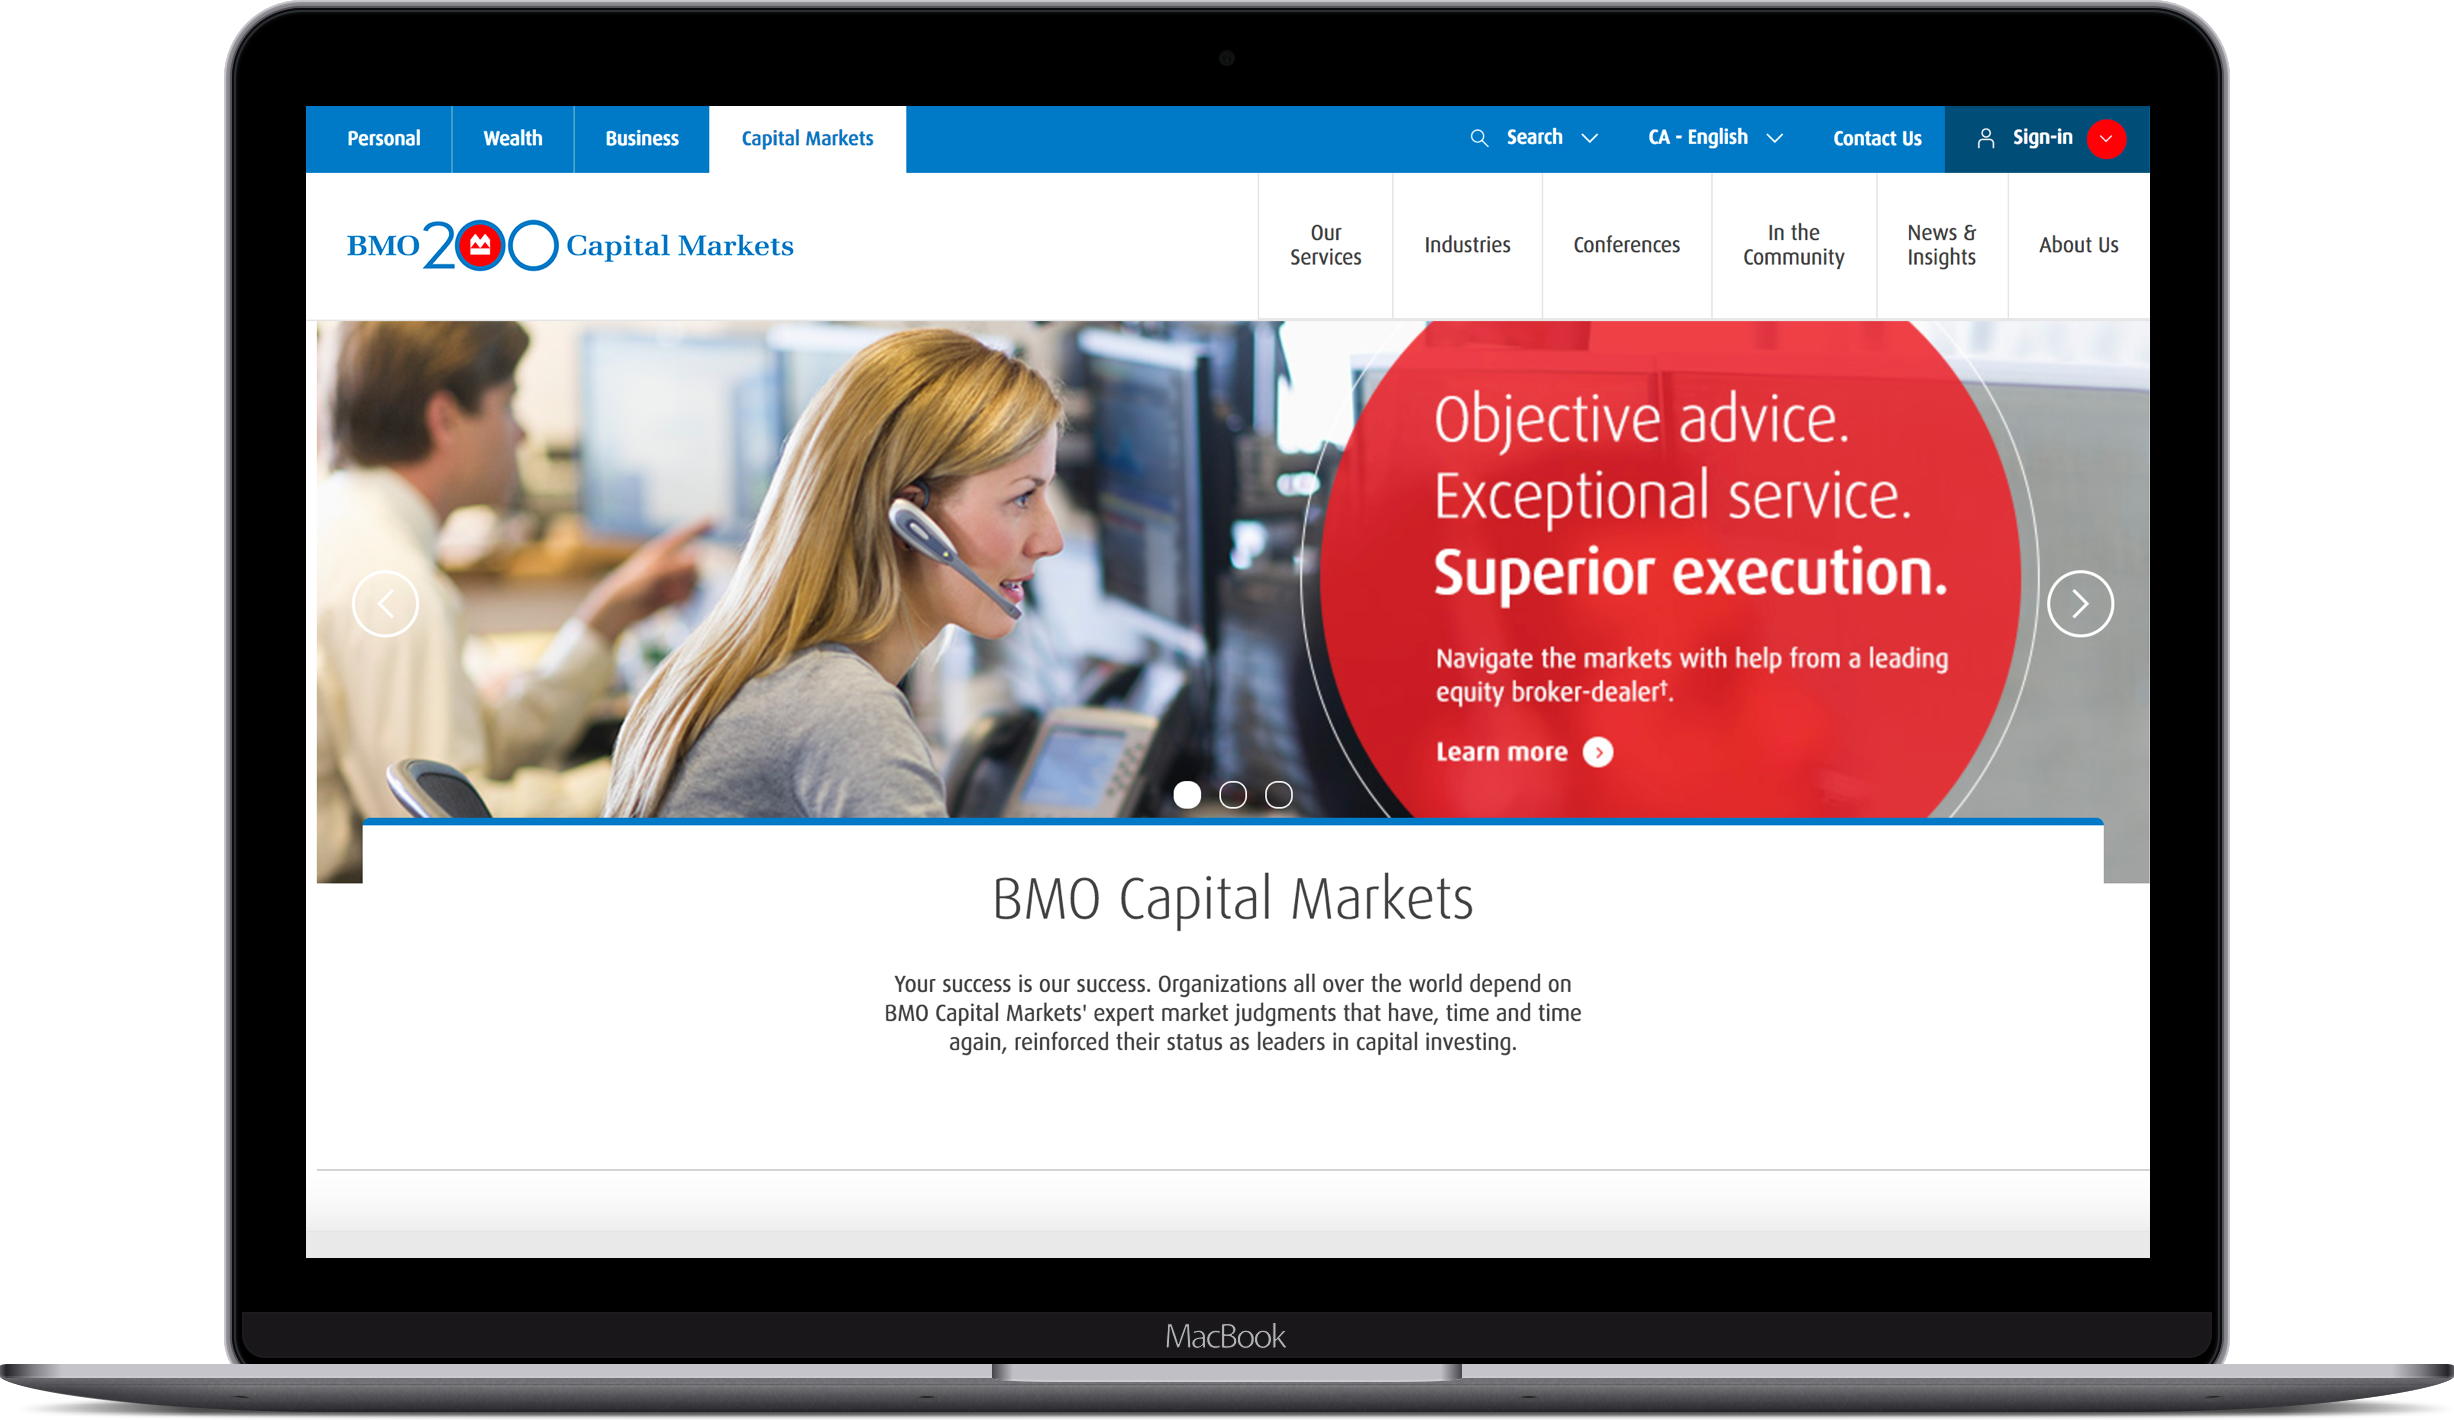 Personal
Wealth
Business
Capital Markets
Search
CA - English
Contact Us
Sign-in
BMO 200 Capital Markets
Our
Services
Industries
Conferences
In the
Community
News &
Insights
About Us
Objective advice.
Exceptional service.
Superior execution.
Navigate the markets with help from a leading
equity broker-dealer†.
Learn more
BMO Capital Markets
Your success is our success. Organizations all over the world depend on
BMO Capital Markets' expert market judgments that have, time and time
again, reinforced their status as leaders in capital investing.
MacBook